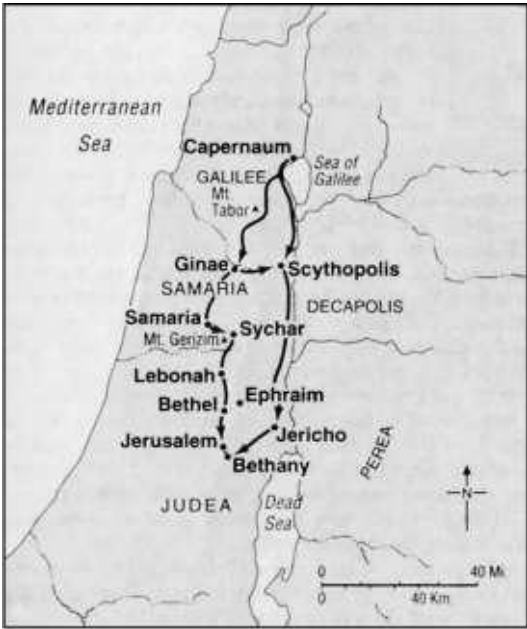 Mediterranean
Sea
Capernaum
Sea of
Galilee
GALILEE
Mt.
Tabor
Ginae
Scythopolis
SAMARIA
DECAPOLIS
Samaria
Sychar
Mt. Gerizim
Lebonah
Ephraim
Bethel
Jerusalem
Jericho
Bethany
PEREA
JUDEA
Dead
Sea
N
0
40 Mi.
0
40 Km.